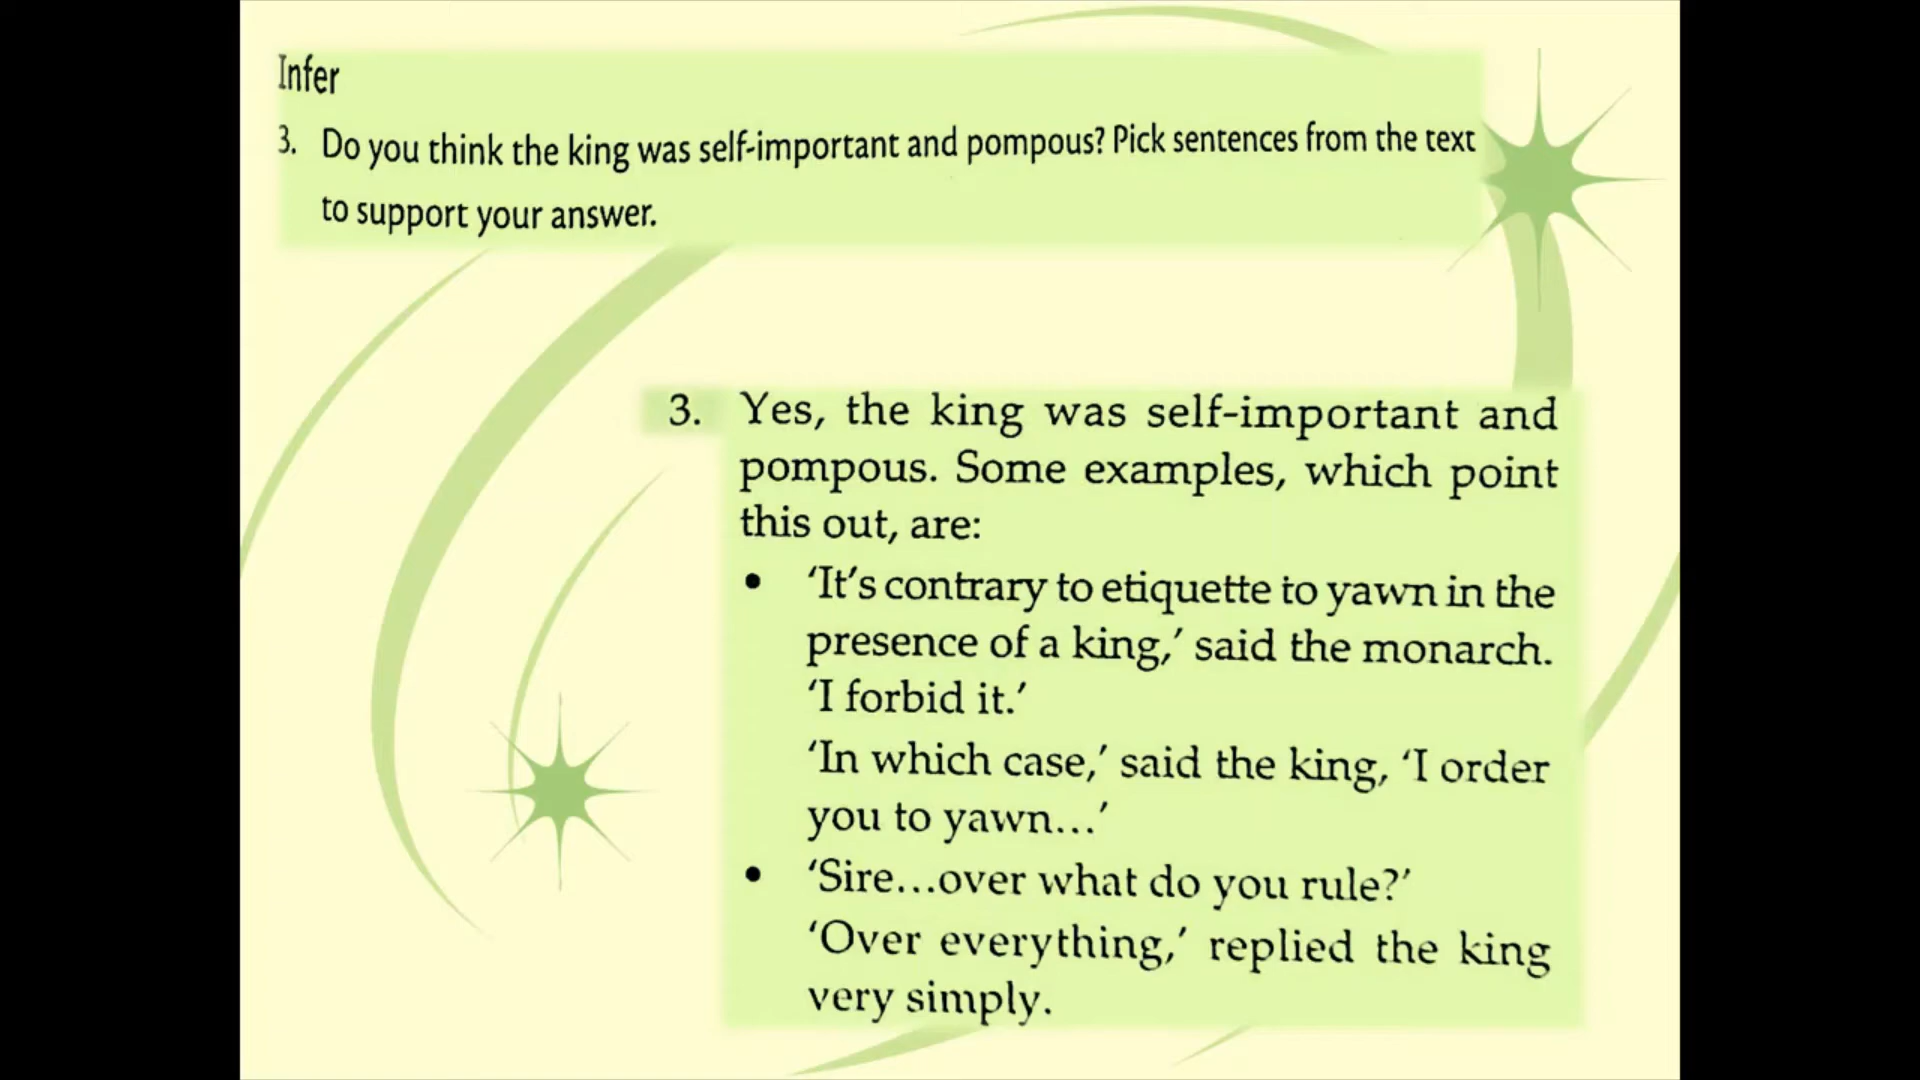 Infer
3. Do you think the king was self-important and pompous? Pick sentences from the text
to support your answer.
3. Yes, the king was self-important and
pompous. Some examples, which point
this out, are:
• ‘It’s contrary to etiquette to yawn in the
presence of a king,’ said the monarch.
‘I forbid it.’
‘In which case,’ said the king, ‘I order
you to yawn...’
• ‘Sire...over what do you rule?’
‘Over everything,’ replied the king
very simply.